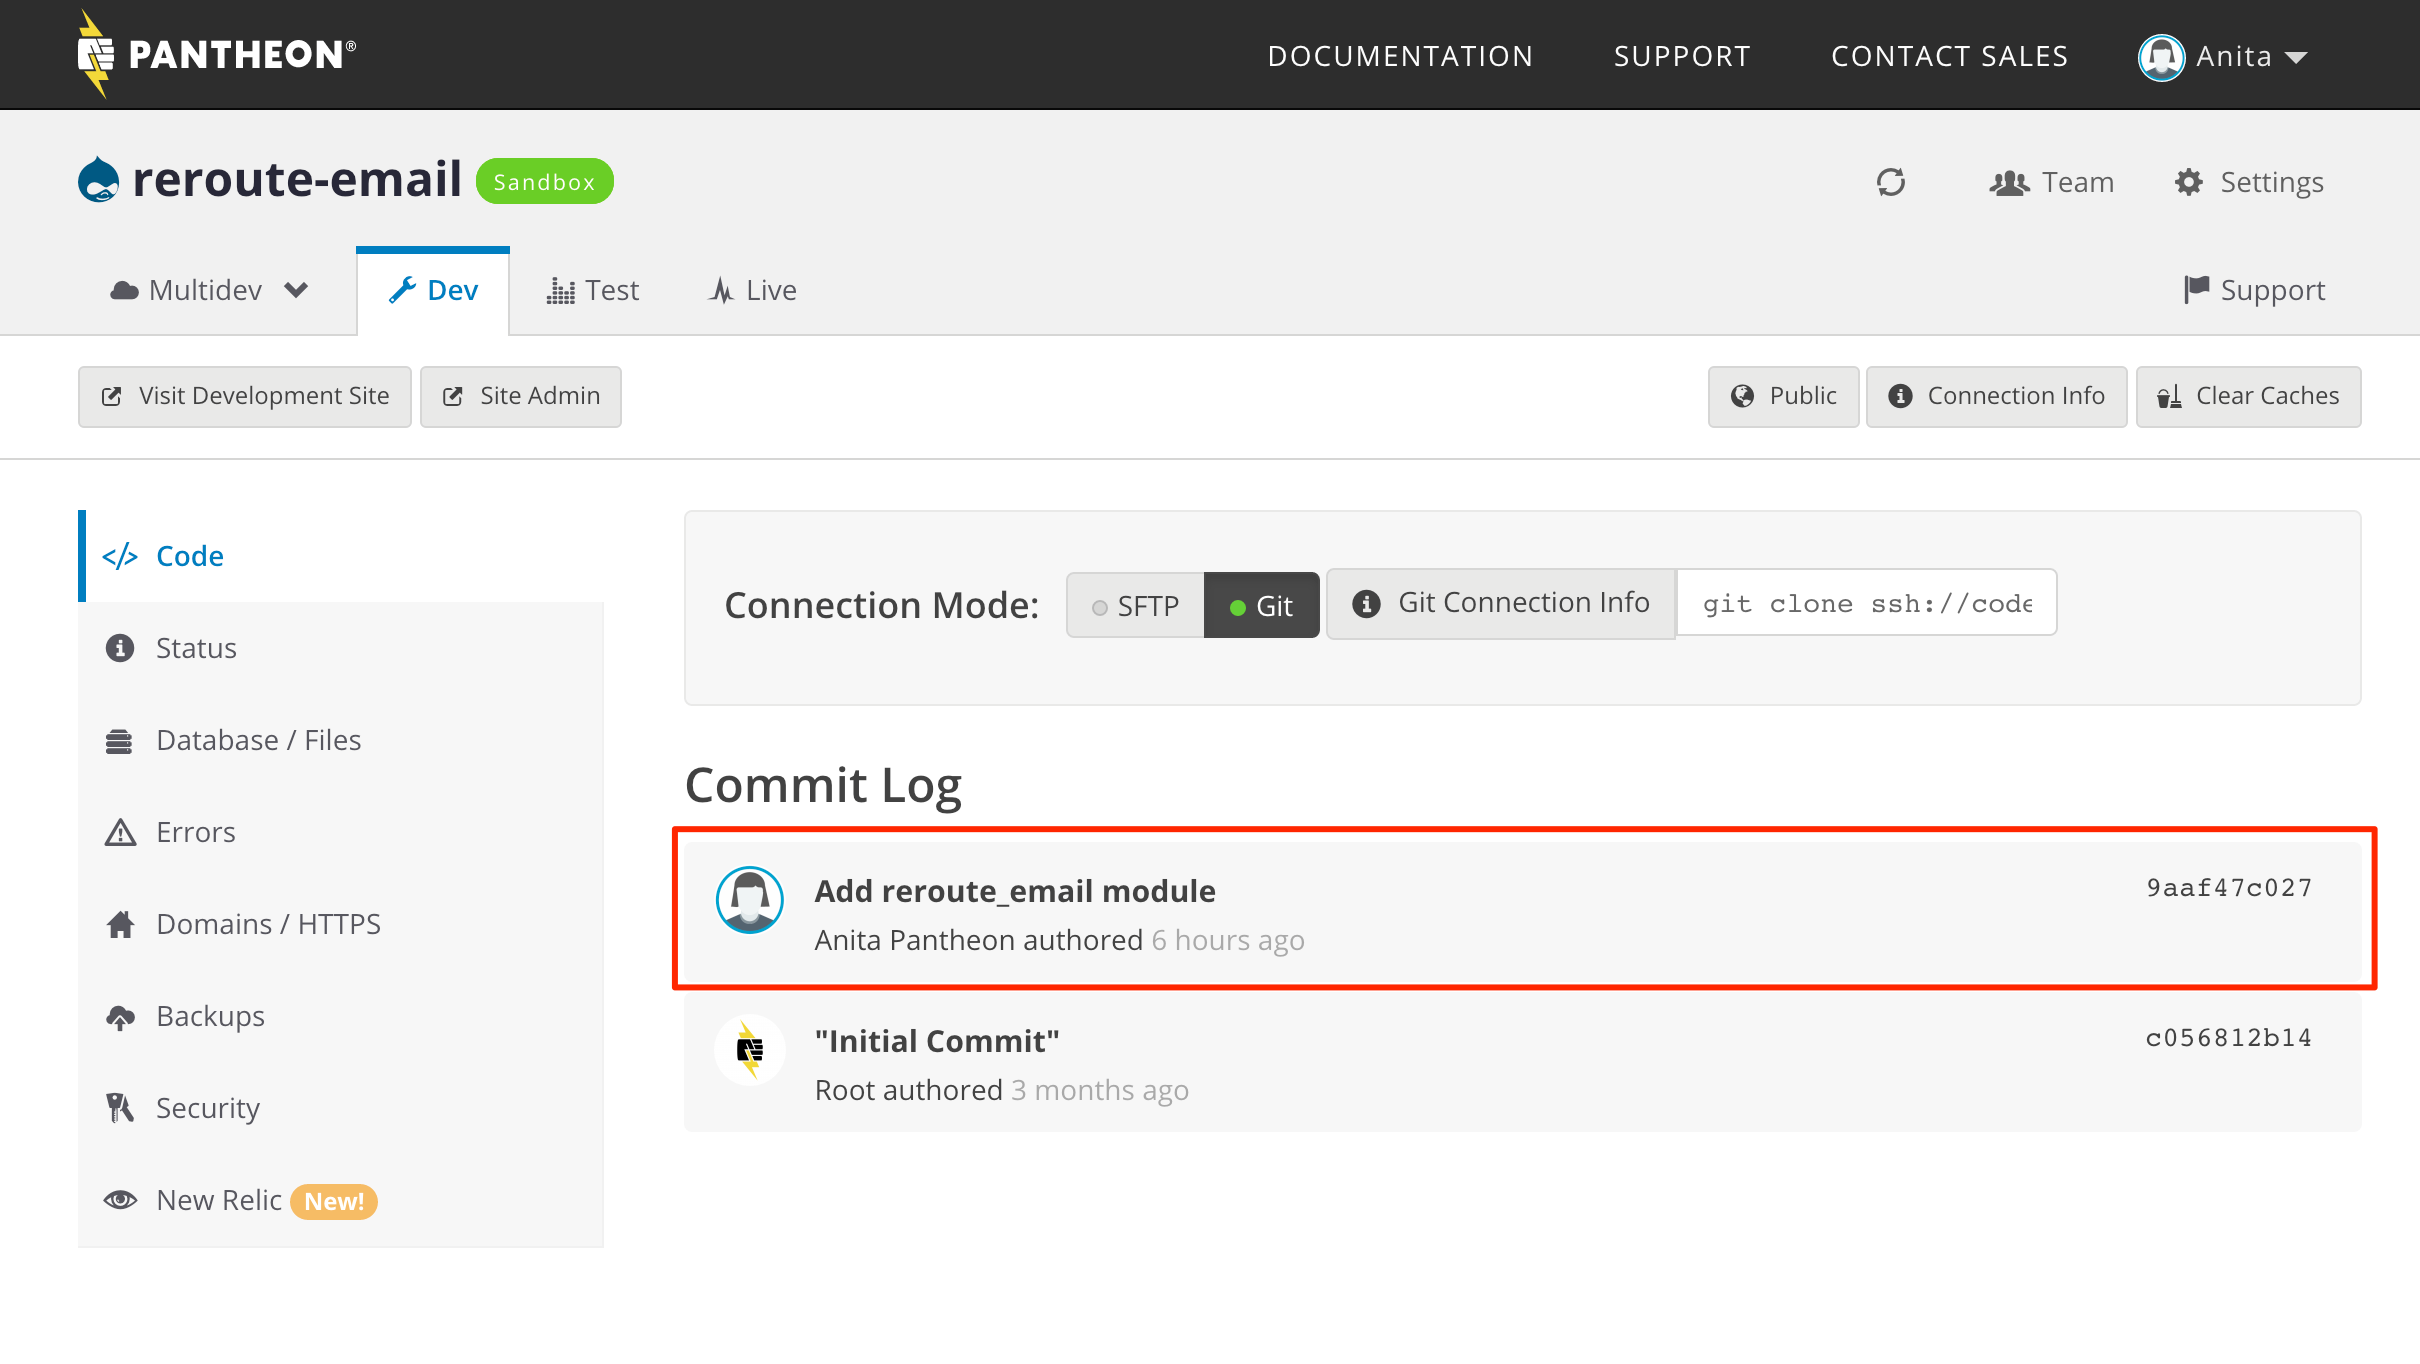 PANTHEON®
DOCUMENTATION
SUPPORT
CONTACT SALES
Anita
reroute-email
Sandbox
Team
Settings
Multidev
Dev
Test
Live
Support
Visit Development Site
Site Admin
Public
Connection Info
Clear Caches
Code
Status
Database / Files
Errors
Domains / HTTPS
Backups
Security
New Relic New!
Connection Mode:
SFTP
Git
Git Connection Info
git clone ssh://code
Commit Log
Add reroute_email module
9aaf47c027
Anita Pantheon authored 6 hours ago
"Initial Commit"
c056812b14
Root authored 3 months ago